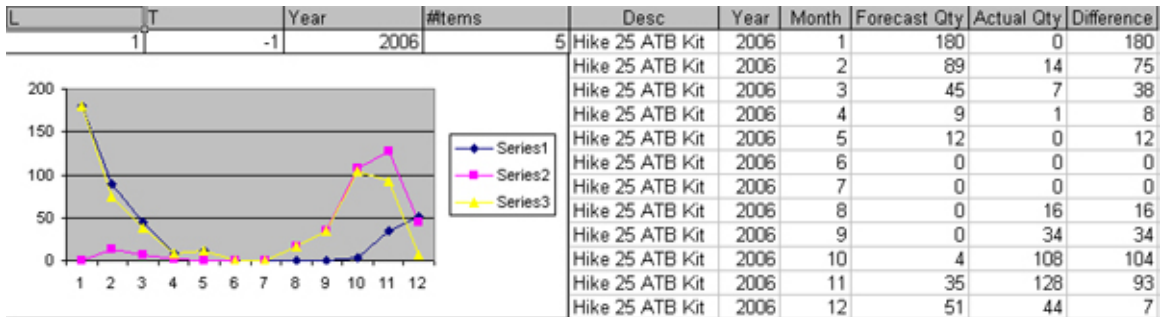 L T Year #Items Desc Year Month Forecast Qty Actual Qty Difference
1 -1 2006 5 Hike 25 ATB Kit 2006 1 180 0 180
Hike 25 ATB Kit 2006 2 89 14 75
Hike 25 ATB Kit 2006 3 45 7 38
Hike 25 ATB Kit 2006 4 9 1 8
Hike 25 ATB Kit 2006 5 12 0 12
Hike 25 ATB Kit 2006 6 0 0 0
Hike 25 ATB Kit 2006 7 0 0 0
Hike 25 ATB Kit 2006 8 0 16 16
Hike 25 ATB Kit 2006 9 0 34 34
Hike 25 ATB Kit 2006 10 4 108 104
Hike 25 ATB Kit 2006 11 35 128 93
Hike 25 ATB Kit 2006 12 51 44 7
200
150
100
50
0
1 2 3 4 5 6 7 8 9 10 11 12
Series1
Series2
Series3